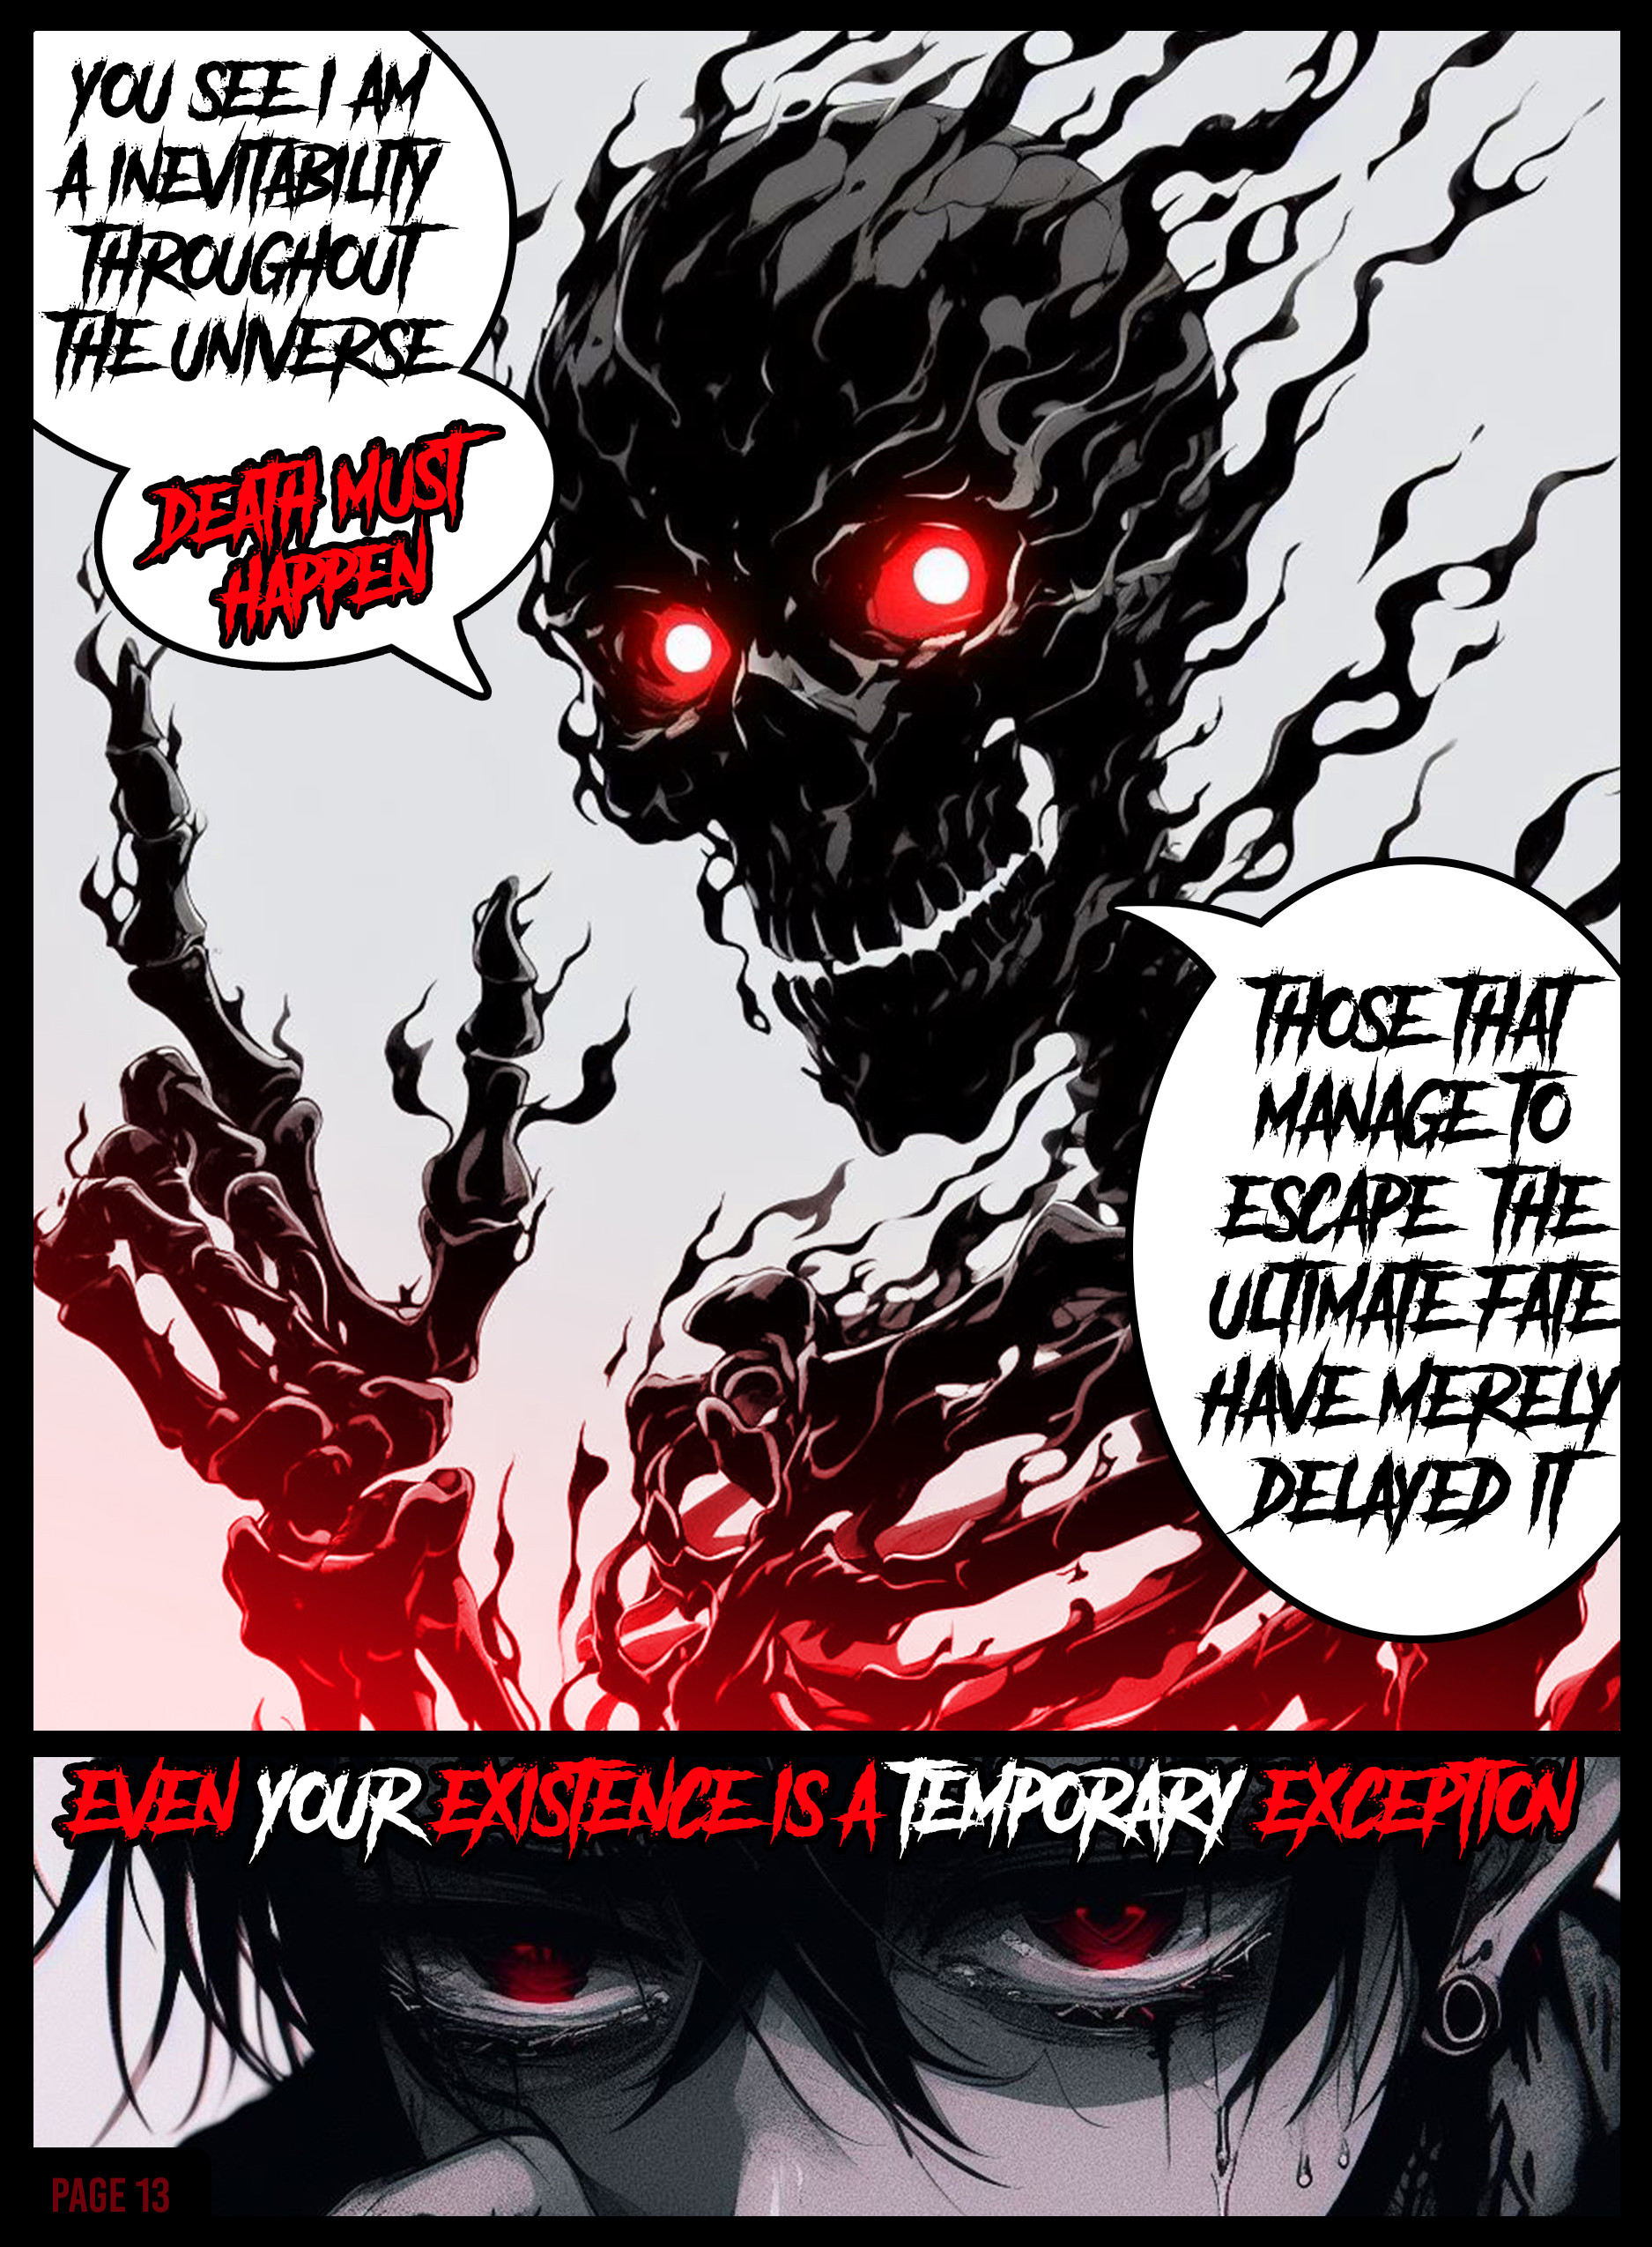 YOU SEE I AM
A INEVITABILITY
THROUGHOUT
THE UNIVERSE
DEATH MUST
HAPPEN
THOSE THAT
MANAGE TO
ESCAPE THE
ULTIMATE FATE
HAVE MERELY
DELAYED IT
EVEN YOUR EXISTENCE IS A TEMPORARY EXCEPTION
PAGE 13